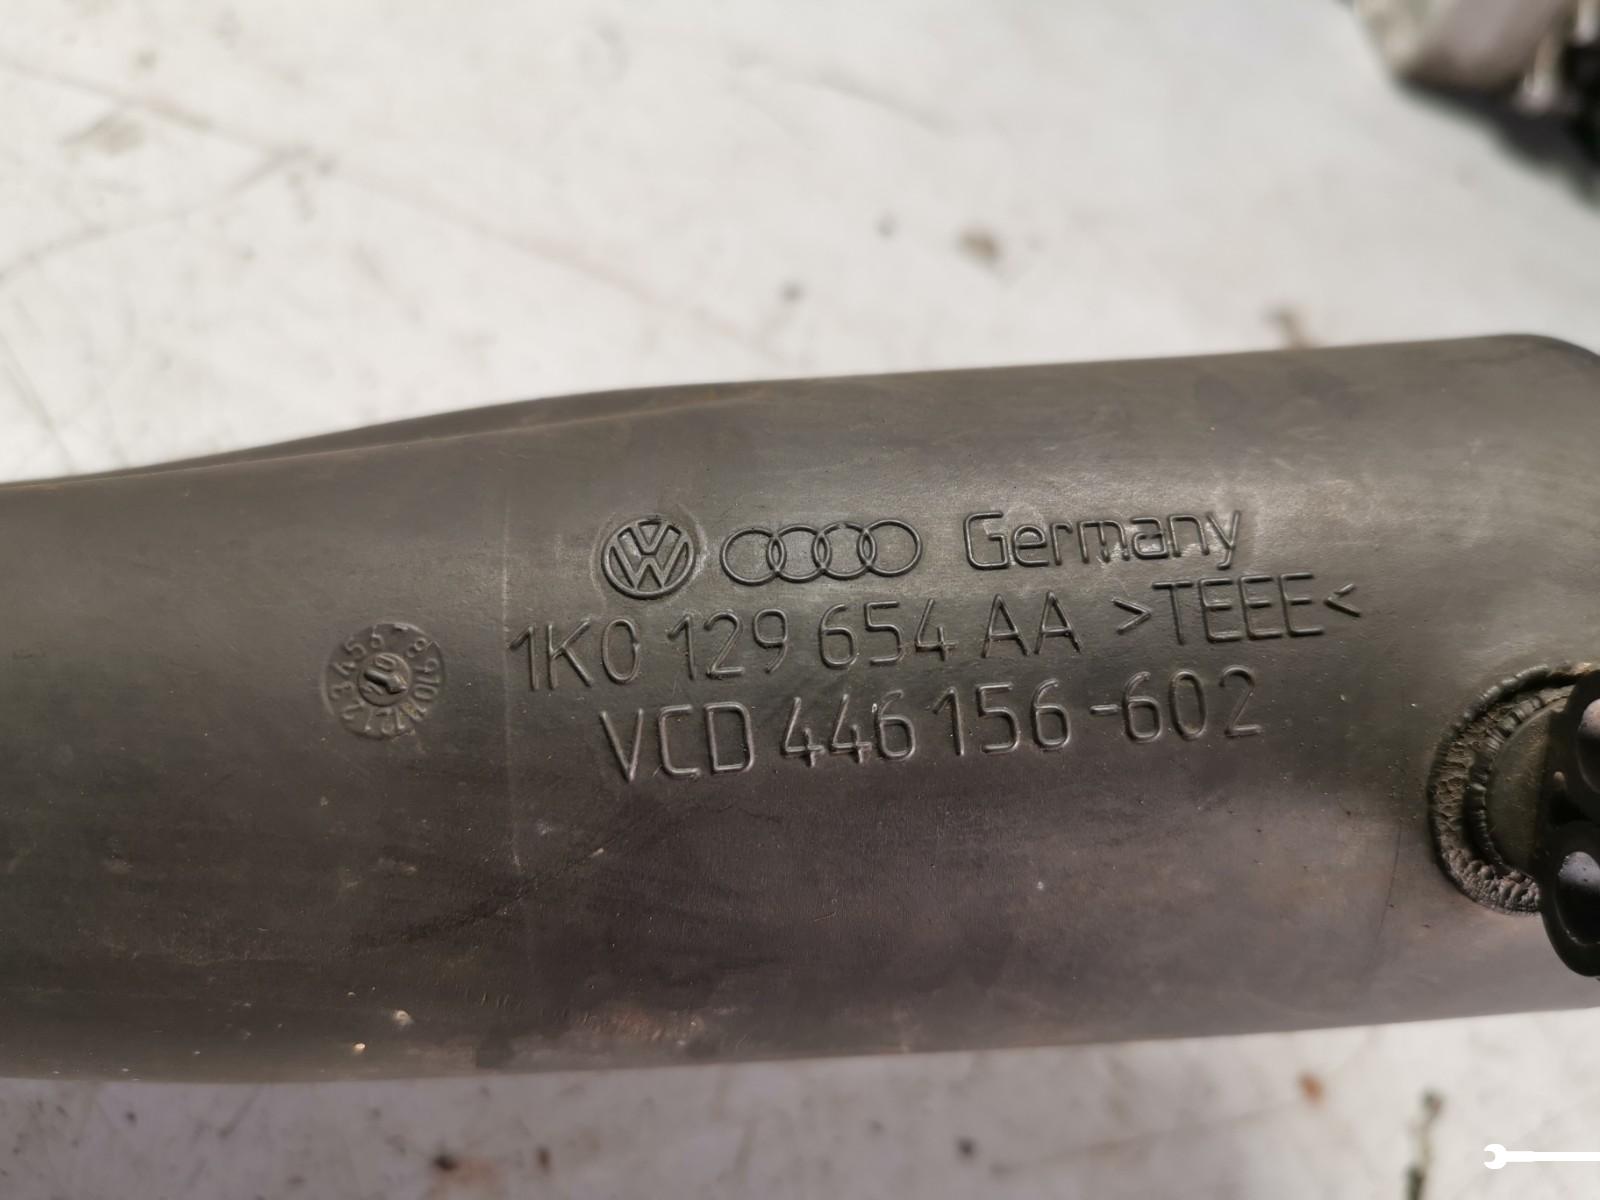 Germany
1K0 129 654 AA >TEEE<
VCD 446 156-602